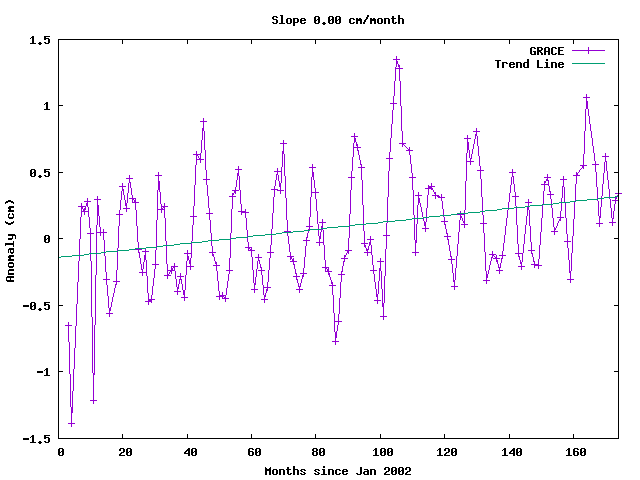 Slope 0.00 cm/month
GRACE
Trend Line
1.5
1
0.5
0
-0.5
-1
-1.5
Anomaly (cm)
0 20 40 60 80 100 120 140 160
Months since Jan 2002